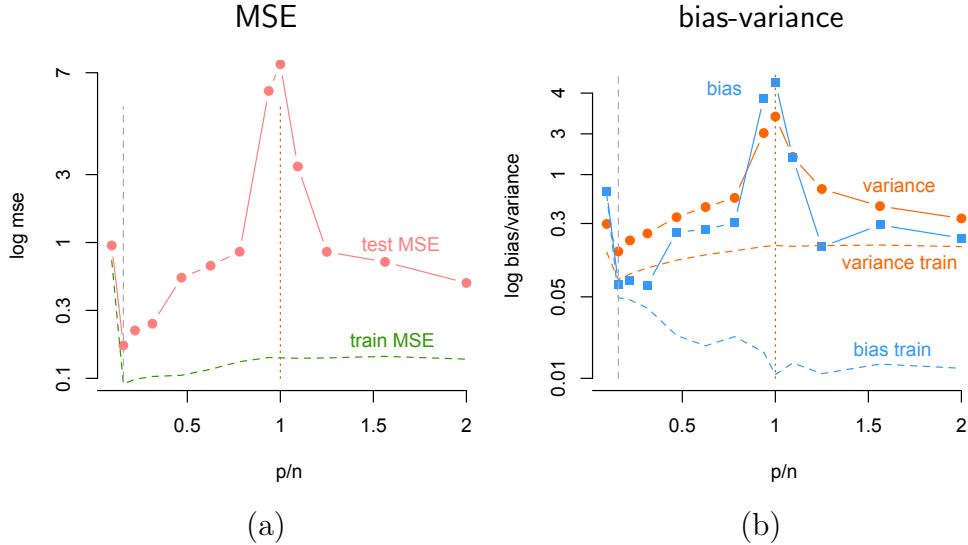 MSE
7
3
1
0.3
0.1
log mse
test MSE
train MSE
0.5
1
1.5
2
p/n
(a)
bias-variance
4
3
1
0.3
0.05
0.01
log bias/variance
bias
variance
variance train
bias train
0.5
1
1.5
2
p/n
(b)